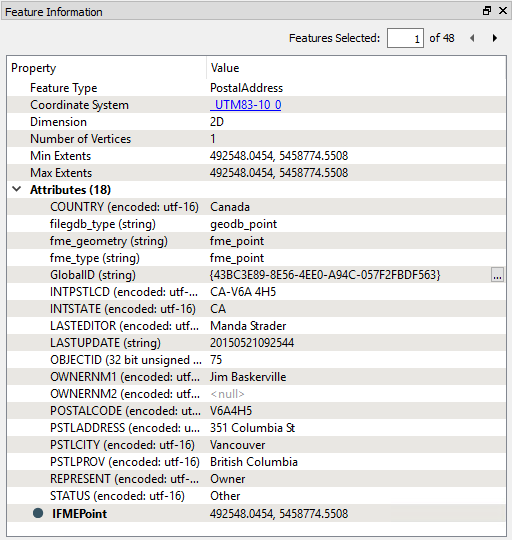 Feature Information
Features Selected: 1 of 48
Property Value
Feature Type PostalAddress
Coordinate System _UTM83-10_0
Dimension 2D
Number of Vertices 1
Min Extents 492548.0454, 5458774.5508
Max Extents 492548.0454, 5458774.5508
Attributes (18)
COUNTRY (encoded: utf-16) Canada
filegdb_type (string) geodb_point
fme_geometry (string) fme_point
fme_type (string) fme_point
GlobalID (string) {43BC3E89-8E56-4EE0-A94C-057F2FBDF563} ...
INTPSTLCD (encoded: utf-... CA-V6A 4H5
INTSTATE (encoded: utf-16) CA
LASTEDITOR (encoded: utf-... Manda Strader
LASTUPDATE (string) 20150521092544
OBJECTID (32 bit unsigned ... 75
OWNERNM1 (encoded: utf... Jim Baskerville
OWNERNM2 (encoded: utf... <null>
POSTALCODE (encoded: utf-... V6A4H5
PSTLADDRESS (encoded: ut... 351 Columbia St
PSTLCITY (encoded: utf-16) Vancouver
PSTLPROV (encoded: utf-16) British Columbia
REPRESENT (encoded: utf-16) Owner
STATUS (encoded: utf-16) Other
IFMEPoint 492548.0454, 5458774.5508